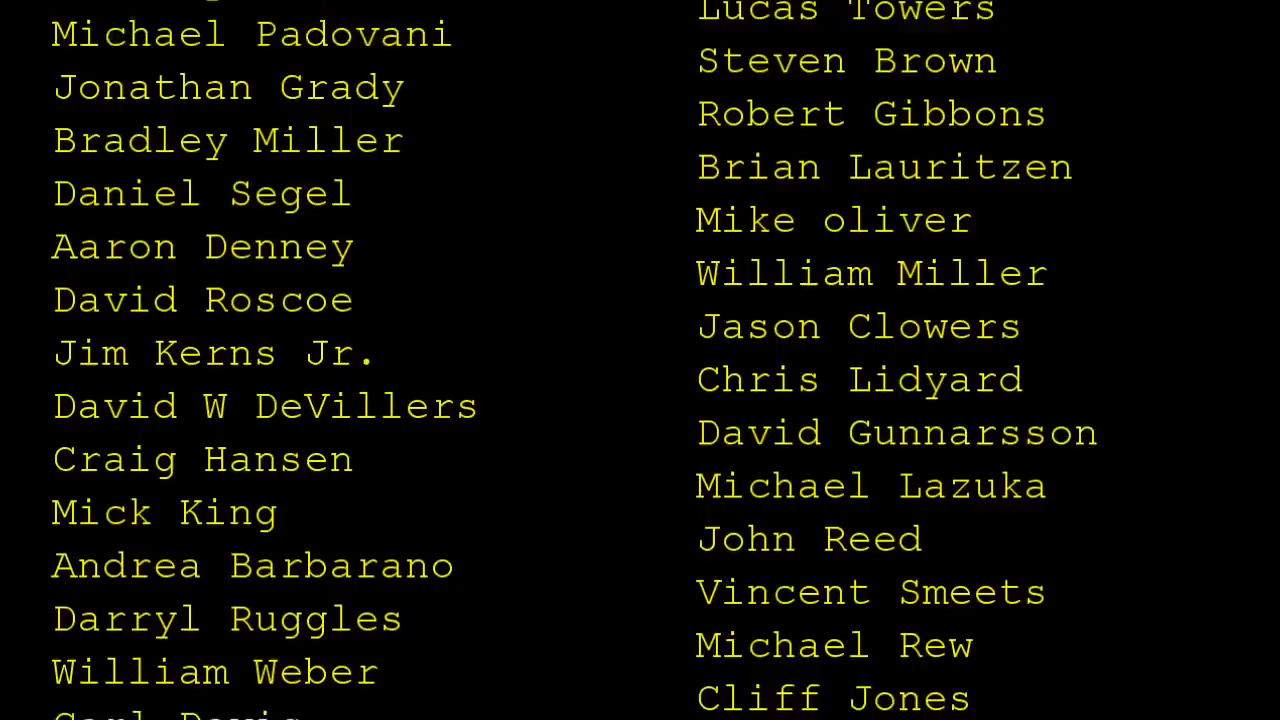 Michael Padovani
Jonathan Grady
Bradley Miller
Daniel Segel
Aaron Denney
David Roscoe
Jim Kerns Jr.
David W DeVillers
Craig Hansen
Mick King
Andrea Barbarano
Darryl Ruggles
William Weber
Lucas Towers
Steven Brown
Robert Gibbons
Brian Lauritzen
Mike oliver
William Miller
Jason Clowers
Chris Lidyard
David Gunnarsson
Michael Lazuka
John Reed
Vincent Smeets
Michael Rew
Cliff Jones